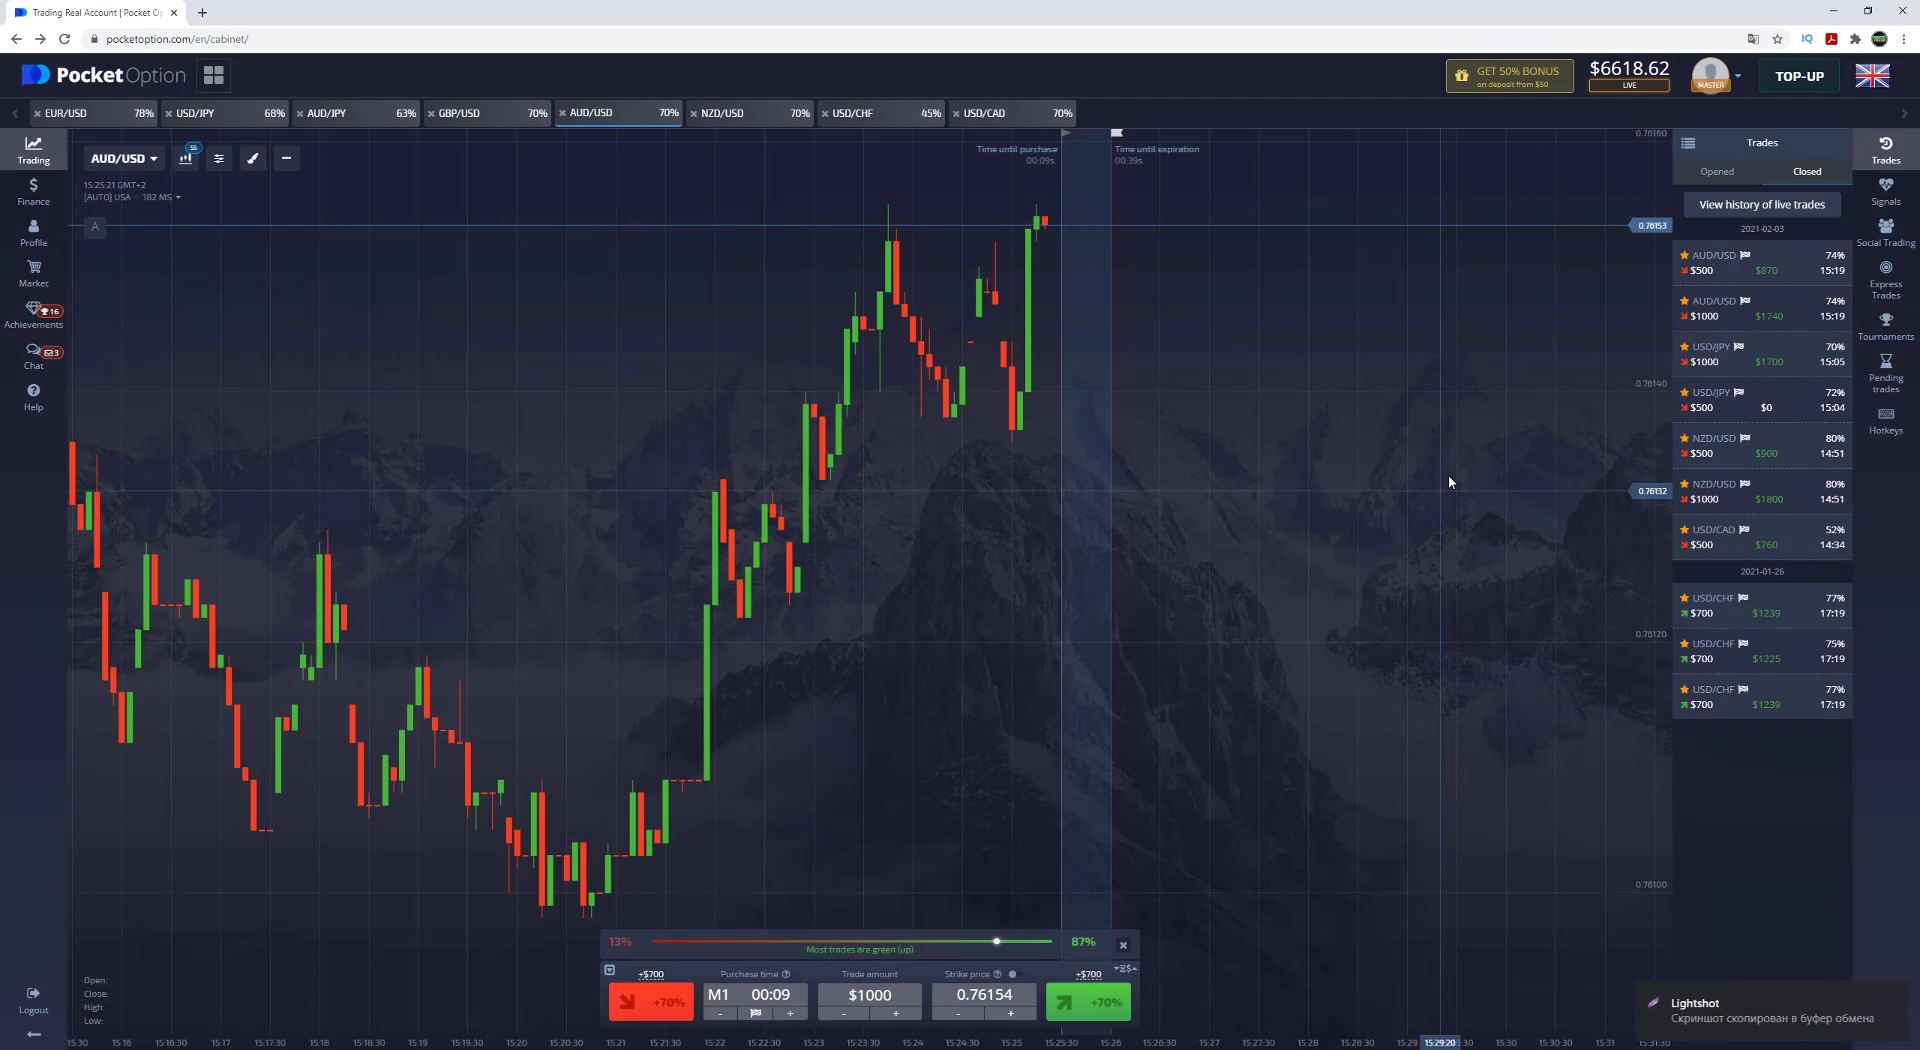 Trading Real Account | Pocket Op
pocketoption.com/en/cabinet/
PocketOption
GET 50% BONUS
on deposit from $50
$6618.62
LIVE
MASTER
TOP-UP
EUR/USD 78%
USD/JPY 68%
AUD/JPY 63%
GBP/USD 70%
AUD/USD 70%
NZD/USD 70%
USD/CHF 45%
USD/CAD 70%
Trading
Finance
Profile
Market
16
Achievements
3
Chat
Help
Logout
AUD/USD
S5
15:25:21 GMT+2
[AUTO] USA - 182 MS
A
Time until purchase
00:09s.
Time until expiration
00:39s.
0.76160
0.76153
0.76140
0.76132
0.76120
0.76100
Open:
Close:
High:
Low:
13%
Most trades are green (up)
87%
+$700
Purchase time
Trade amount
Strike price
+$700
+70%
M1 00:09
$1000
0.76154
+70%
- +
- +
- +
15:30 15:16 15:16:30 15:17 15:17:30 15:18 15:18:30 15:19 15:19:30 15:20 15:20:30 15:21 15:21:30 15:22 15:22:30 15:23 15:23:30 15:24 15:24:30 15:25 15:25:30 15:26 15:26:30 15:27 15:27:30 15:28 15:28:30 15:29 15:29:20 15:30 15:30:30 15:31 15:31:30
Trades
Opened Closed
View history of live trades
2021-02-03
AUD/USD 74%
$500 $870 15:19
AUD/USD 74%
$1000 $1740 15:19
USD/JPY 70%
$1000 $1700 15:05
USD/JPY 72%
$500 $0 15:04
NZD/USD 80%
$500 $900 14:51
NZD/USD 80%
$1000 $1800 14:51
USD/CAD 52%
$500 $760 14:34
2021-01-26
USD/CHF 77%
$700 $1239 17:19
USD/CHF 75%
$700 $1225 17:19
USD/CHF 77%
$700 $1239 17:19
Trades
Signals
Social Trading
Express
Trades
Tournaments
Pending
trades
Hotkeys
Lightshot
Скриншот скопирован в буфер обмена